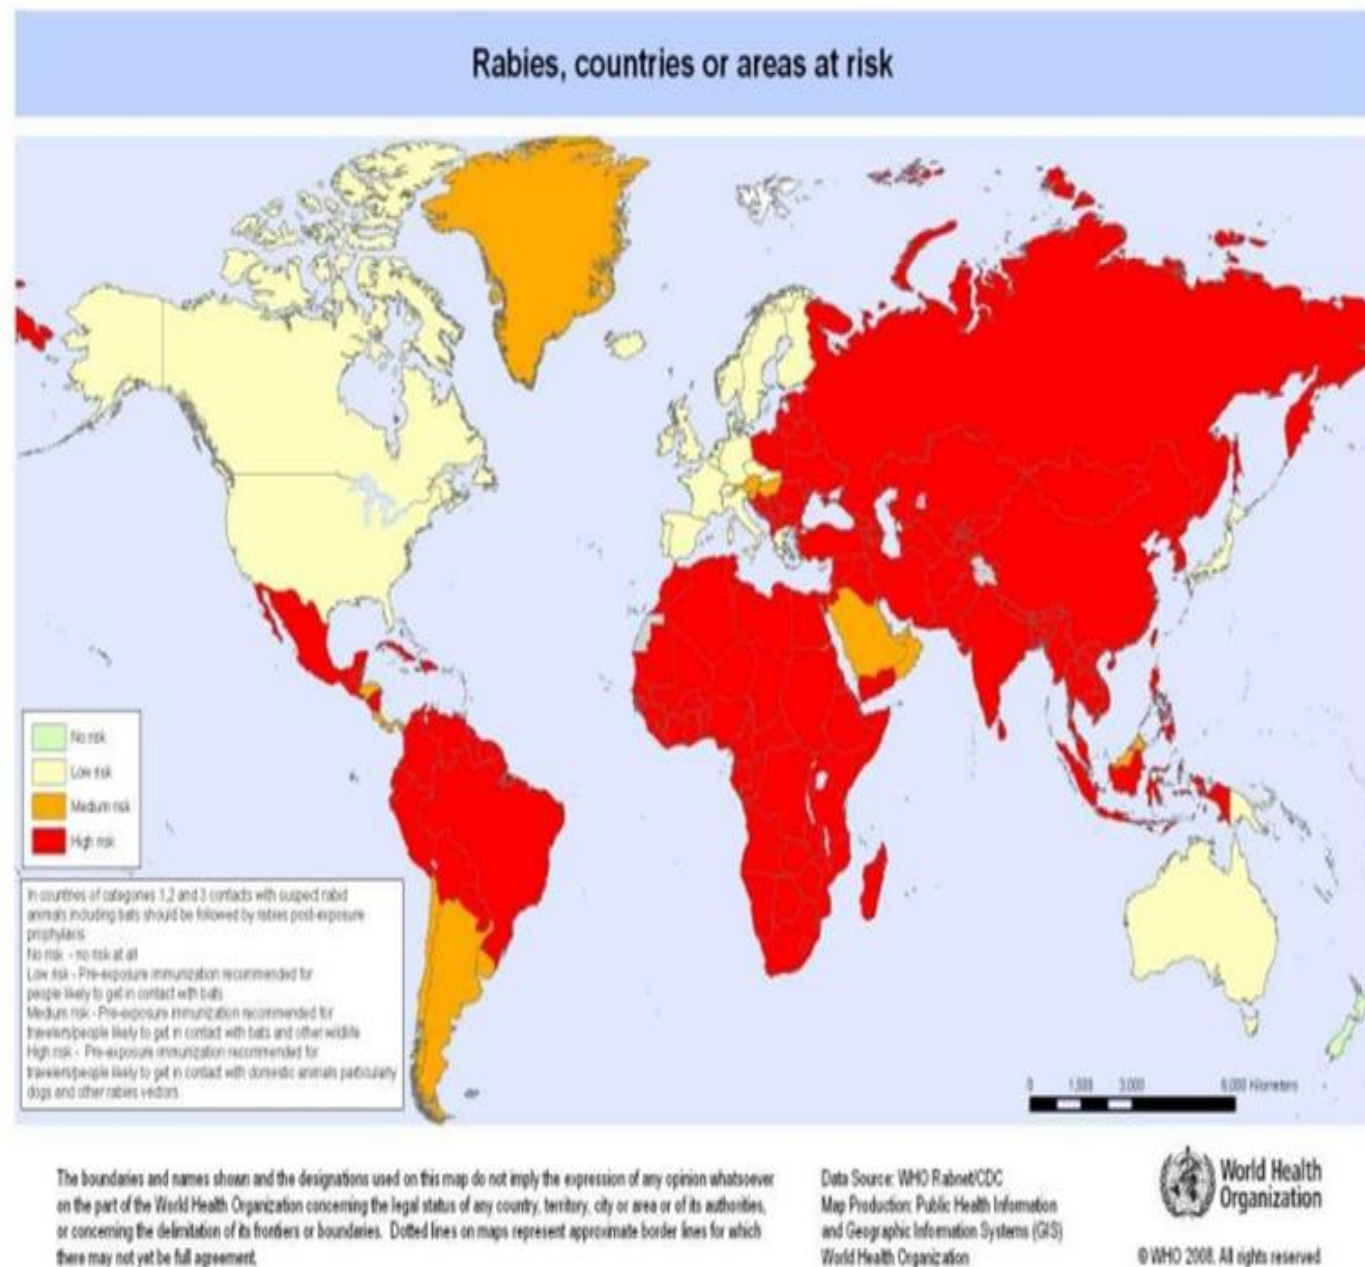 Rabies, countries or areas at risk
No risk
Low risk
Medium risk
High risk
In countries of categories 1,2 and 3 contacts with suspect rabid
animals including bats should be followed by rabies post-exposure
prophylaxis
No risk - no risk at all
Low risk - Pre-exposure immunization recommended for
people likely to get in contact with bats
Medium risk - Pre-exposure immunization recommended for
travelers/people likely to get in contact with bats and other wildlife
High risk - Pre-exposure immunization recommended for
travelers/people likely to get in contact with domestic animals particularly
dogs and other rabies vectors
0 3,000 6,000 Kilometers
The boundaries and names shown and the designations used on this map do not imply the expression of any opinion whatsoever
on the part of the World Health Organization concerning the legal status of any country, territory, city or area or of its authorities,
or concerning the delimitation of its frontiers or boundaries. Dotted lines on maps represent approximate border lines for which
there may not yet be full agreement.
Data Source: WHO Rabnet/CDC
Map Production: Public Health Information
and Geographic Information Systems (GIS)
World Health Organization
World Health
Organization
© WHO 2008. All rights reserved